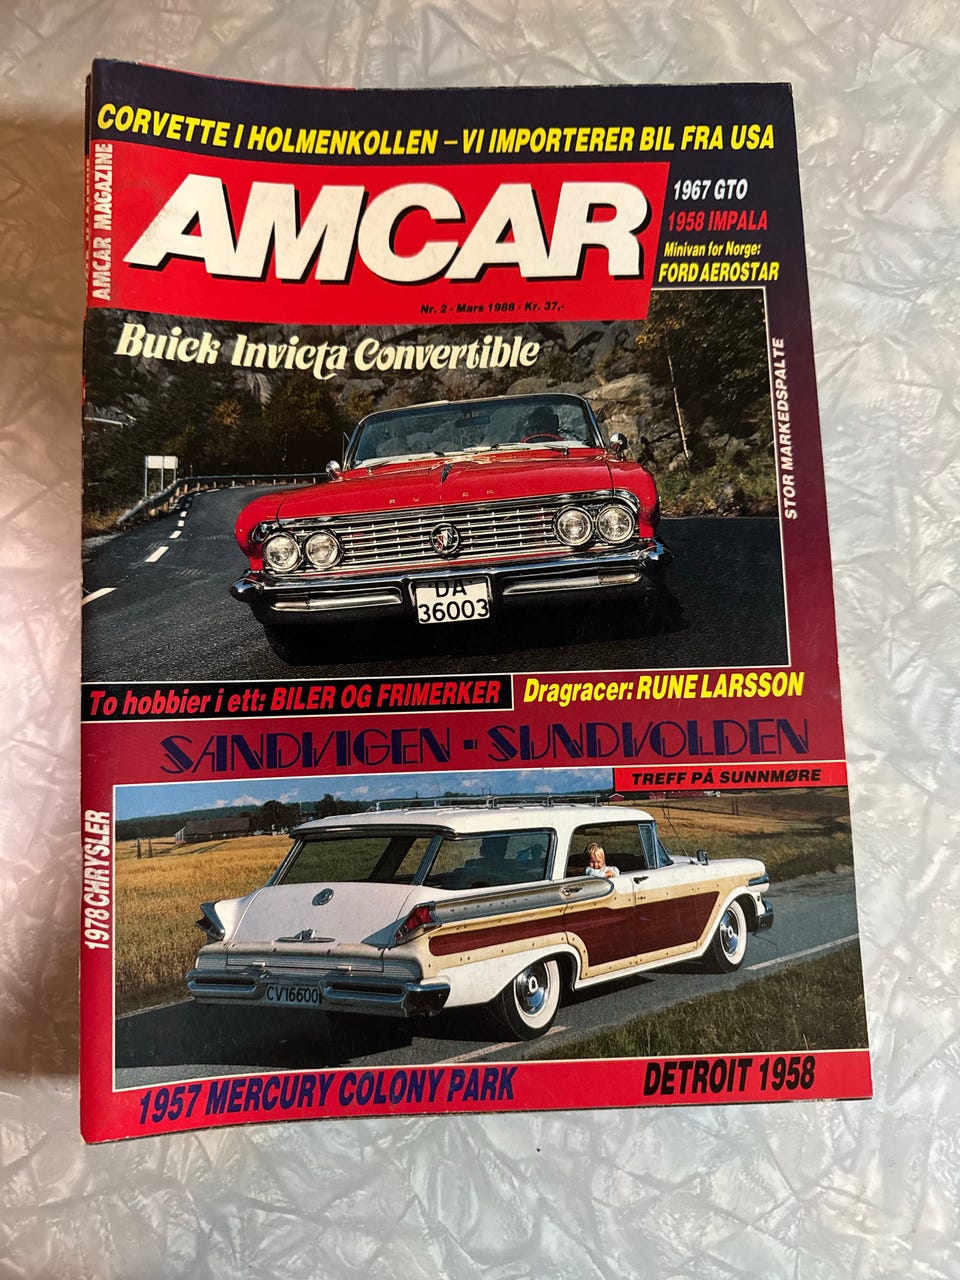 CORVETTE I HOLMENKOLLEN – VI IMPORTERER BIL FRA USA
AMCAR MAGAZINE
AMCAR
1967 GTO
1958 IMPALA
Minivan for Norge:
FORD AEROSTAR
Nr. 2 - Mars 1988 - Kr. 37,-
Buick Invicta Convertible
STOR MARKEDSPALTE
BUICK
DA
36003
To hobbier i ett: BILER OG FRIMERKER
Dragracer: RUNE LARSSON
SANDVIGEN - SUNDVOLDEN
TREFF PÅ SUNNMØRE
1978 CHRYSLER
CV16600
1957 MERCURY COLONY PARK
DETROIT 1958